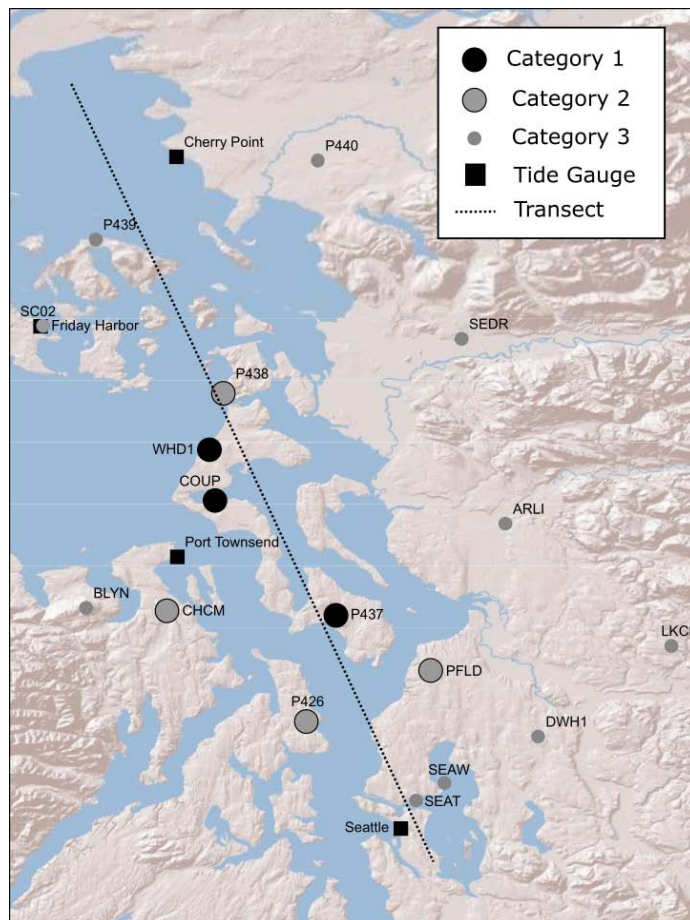 Category 1
Category 2
Category 3
Tide Gauge
Transect
Cherry Point
P440
P439
SC02
Friday Harbor
SEDR
P438
WHD1
COUP
ARLI
Port Townsend
BLYN
CHCM
P437
LKC
PFLD
P426
DWH1
SEAW
SEAT
Seattle